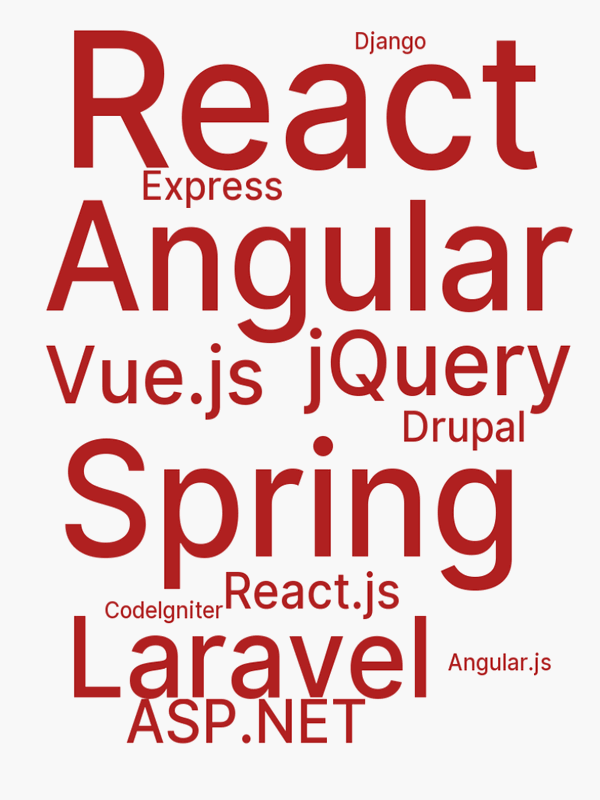 Django
React
Express
Angular
Vue.js
jQuery
Drupal
Spring
React.js
CodeIgniter
Laravel
Angular.js
ASP.NET